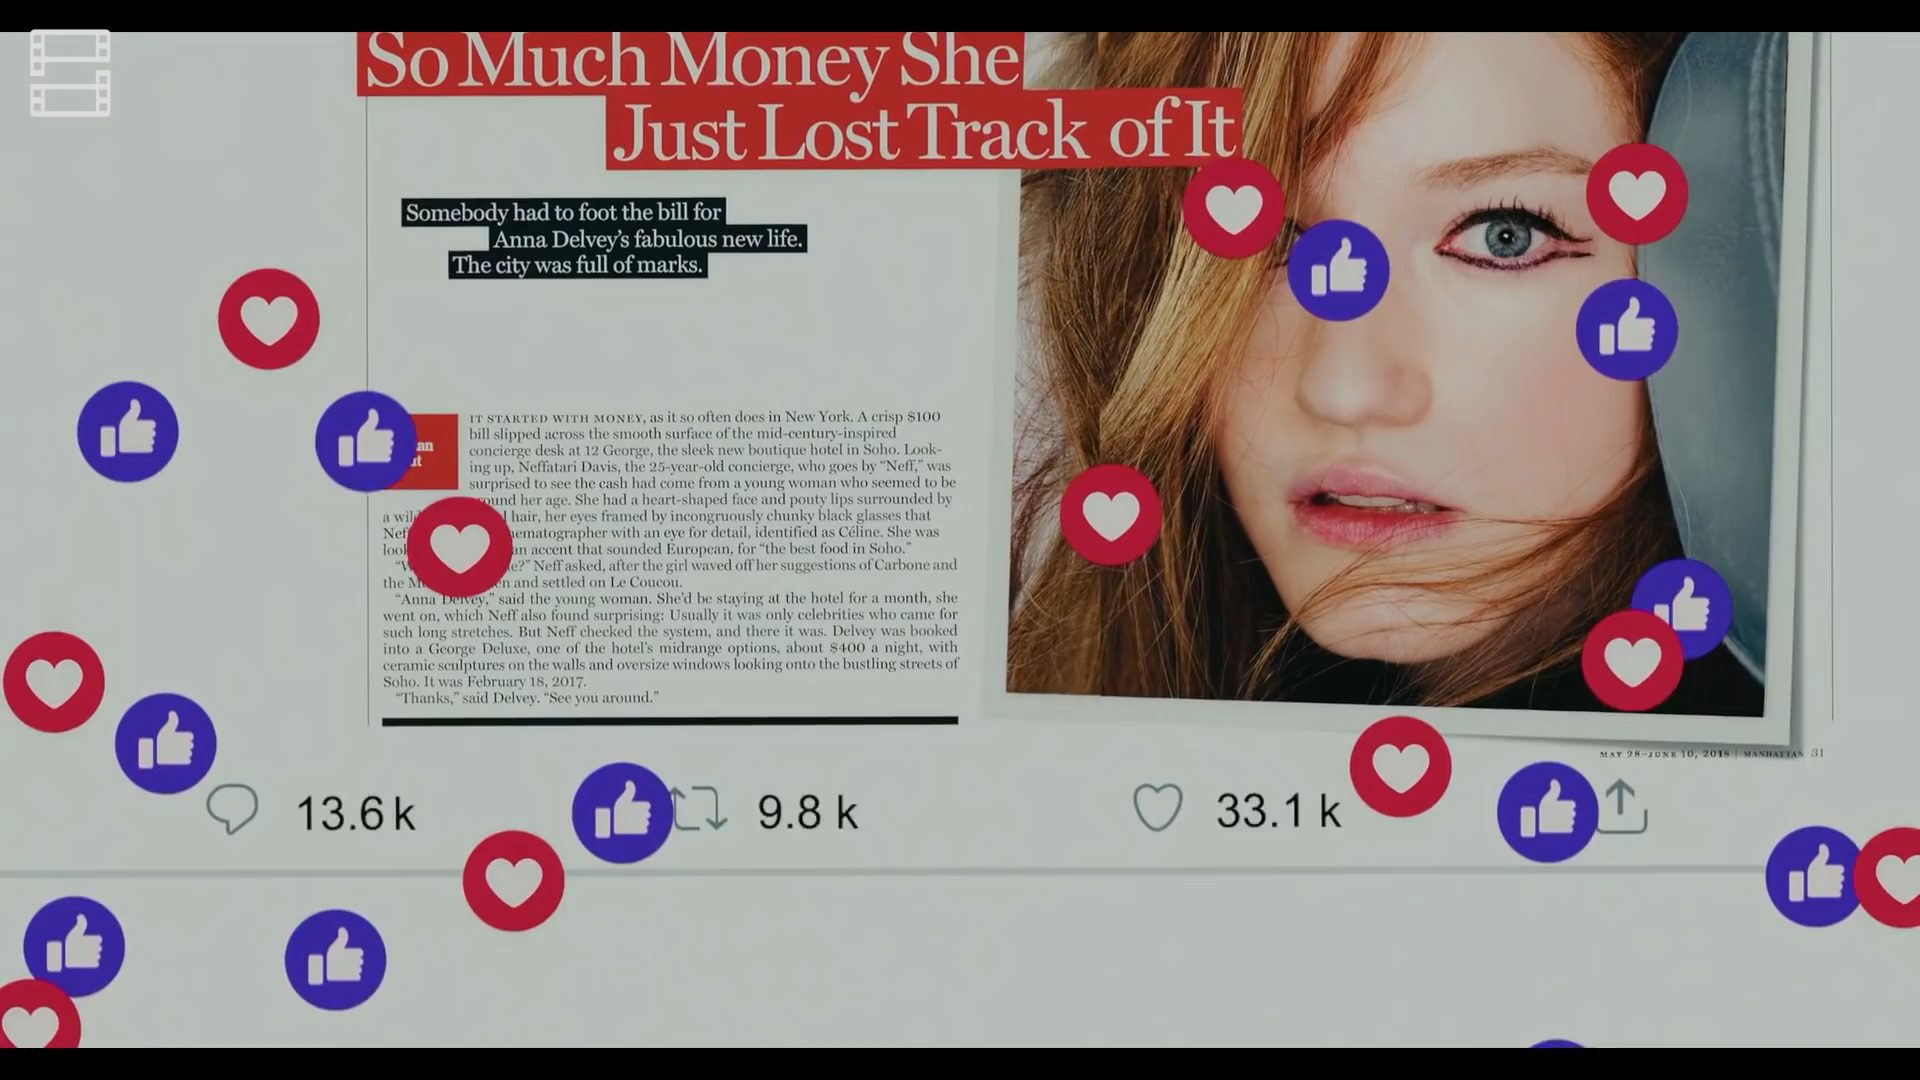 So Much Money She
Just Lost Track of It
Somebody had to foot the bill for
Anna Delvey's fabulous new life.
The city was full of marks.
IT STARTED WITH MONEY, as it so often does in New York. A crisp $100
bill slipped across the smooth surface of the mid-century-inspired
concierge desk at 12 George, the sleek new boutique hotel in Soho. Look-
ing up, Neffatari Davis, the 25-year-old concierge, who goes by “Neff,” was
surprised to see the cash had come from a young woman who seemed to be
around her age. She had a heart-shaped face and pouty lips surrounded by
a wild hair, her eyes framed by incongruously chunky black glasses that
Neff, cinematographer with an eye for detail, identified as Céline. She was
looking an accent that sounded European, for “the best food in Soho.”
Neff asked, after the girl waved off her suggestions of Carbone and
the and settled on Le Coucou.
“Anna Delvey,” said the young woman. She'd be staying at the hotel for a month, she
went on, which Neff also found surprising: Usually it was only celebrities who came for
such long stretches. But Neff checked the system, and there it was. Delvey was booked
into a George Deluxe, one of the hotel's midrange options, about $400 a night, with
ceramic sculptures on the walls and oversize windows looking onto the bustling streets of
Soho. It was February 18, 2017.
“Thanks,” said Delvey. “See you around.”
MAY 28–JUNE 10, 2018 | MANHATTAN 31
13.6 k 9.8 k 33.1 k